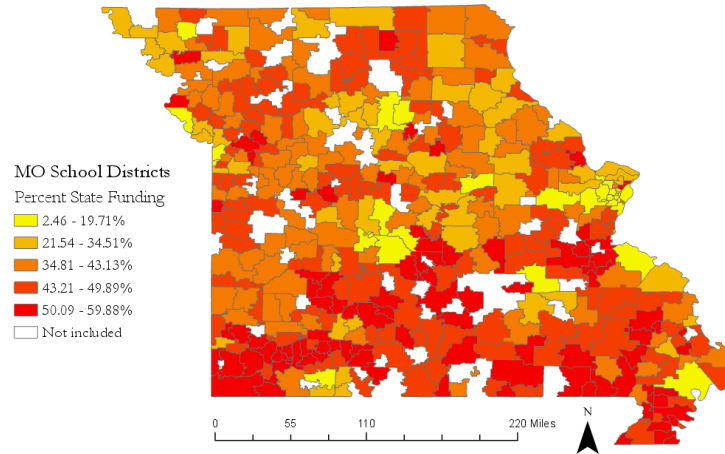 MO School Districts
Percent State Funding
2.46 - 19.71%
21.54 - 34.51%
34.81 - 43.13%
43.21 - 49.89%
50.09 - 59.88%
Not included
N
0 55 110 220 Miles